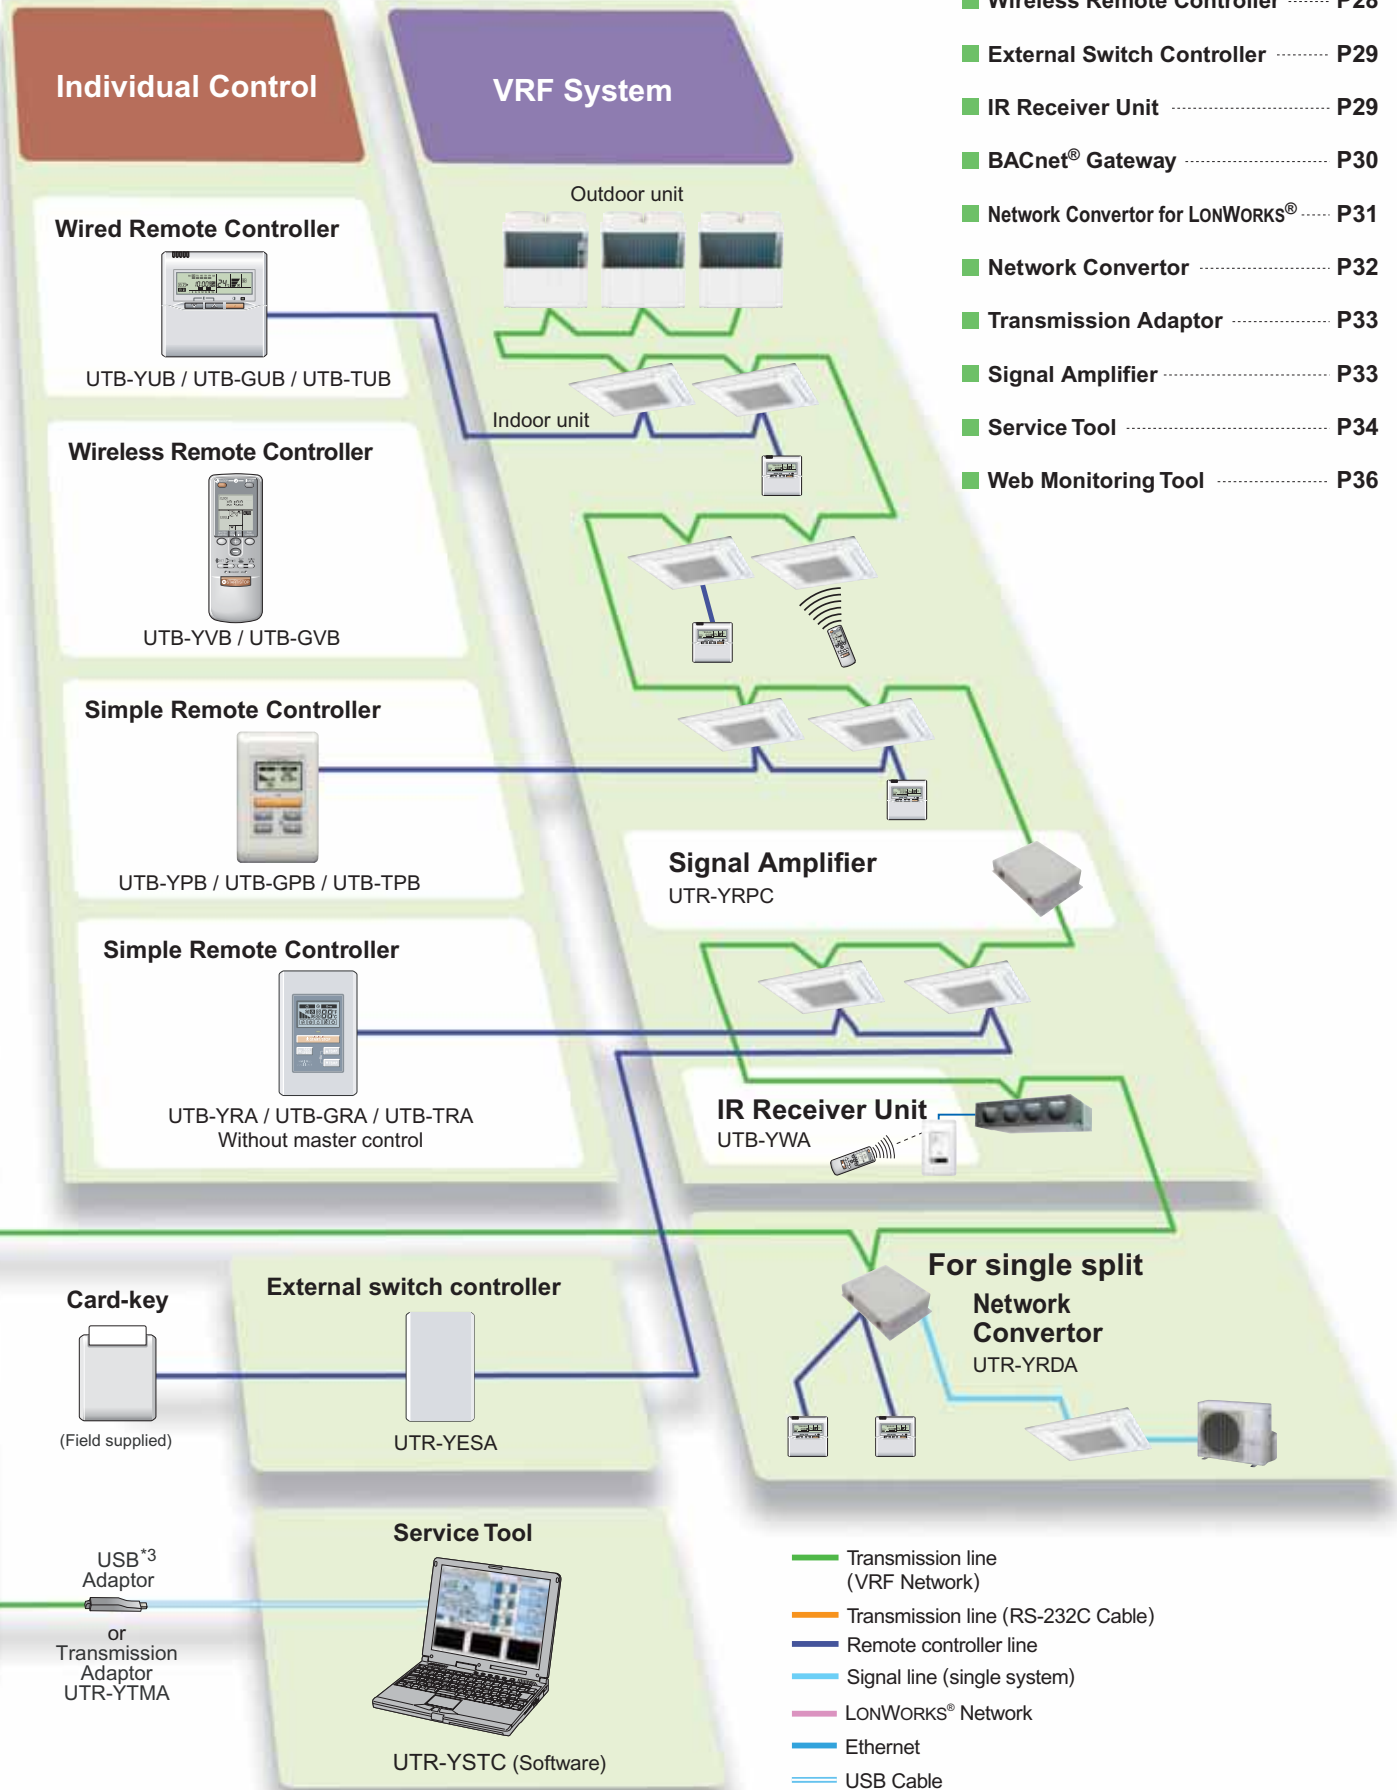 Individual Control
VRF System
Wireless Remote Controller P28
External Switch Controller P29
IR Receiver Unit P29
BACnet® Gateway P30
Network Convertor for LONWORKS® P31
Network Convertor P32
Transmission Adaptor P33
Signal Amplifier P33
Service Tool P34
Web Monitoring Tool P36
Wired Remote Controller
UTB-YUB / UTB-GUB / UTB-TUB
Wireless Remote Controller
UTB-YVB / UTB-GVB
Simple Remote Controller
UTB-YPB / UTB-GPB / UTB-TPB
Simple Remote Controller
UTB-YRA / UTB-GRA / UTB-TRA
Without master control
Outdoor unit
Indoor unit
Signal Amplifier
UTR-YRPC
IR Receiver Unit
UTB-YWA
Card-key
(Field supplied)
External switch controller
UTR-YESA
For single split
Network
Convertor
UTR-YRDA
USB*3
Adaptor
or
Transmission
Adaptor
UTR-YTMA
Service Tool
UTR-YSTC (Software)
Transmission line
(VRF Network)
Transmission line (RS-232C Cable)
Remote controller line
Signal line (single system)
LONWORKS® Network
Ethernet
USB Cable